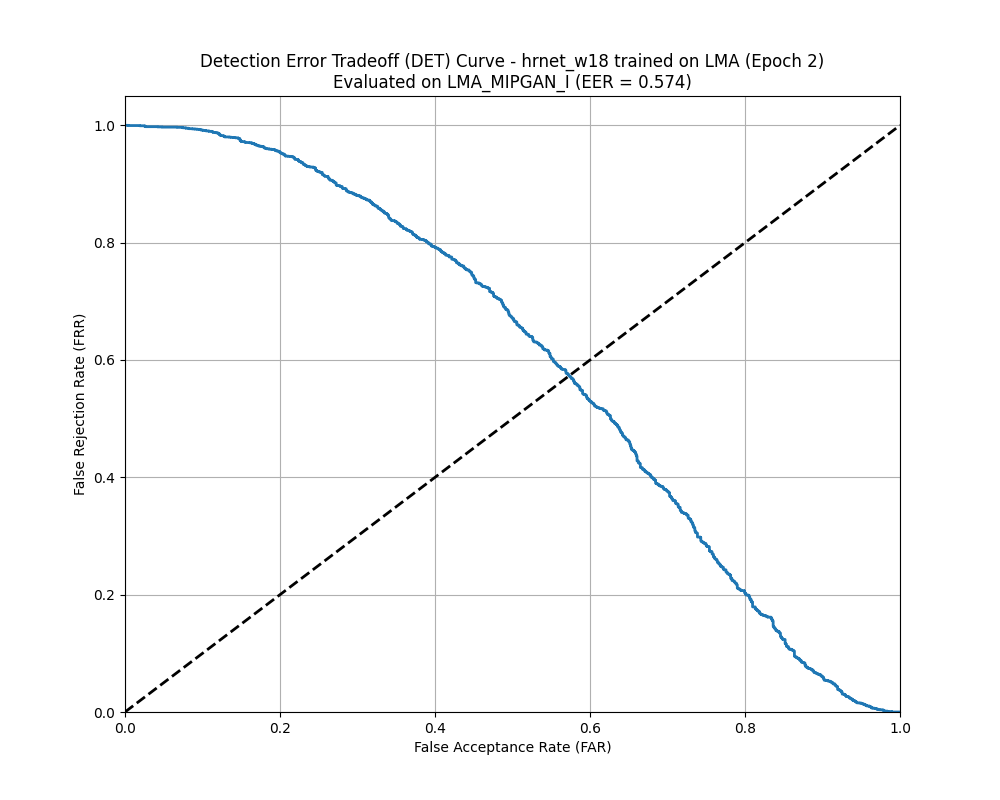 Detection Error Tradeoff (DET) Curve - hrnet_w18 trained on LMA (Epoch 2)
Evaluated on LMA_MIPGAN_I (EER = 0.574)
1.0
0.8
0.6
0.4
0.2
0.0
False Rejection Rate (FRR)
0.0 0.2 0.4 0.6 0.8 1.0
False Acceptance Rate (FAR)